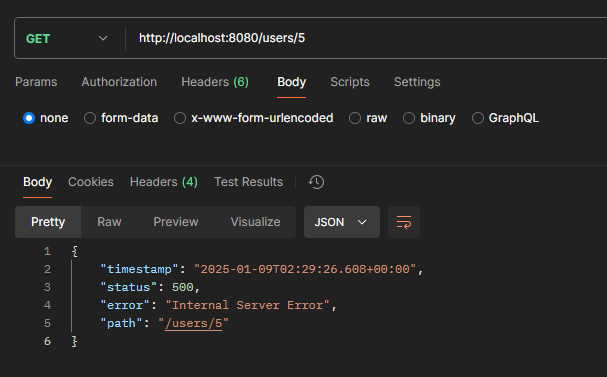 GET http://localhost:8080/users/5
Params Authorization Headers (6) Body Scripts Settings
none form-data x-www-form-urlencoded raw binary GraphQL
Body Cookies Headers (4) Test Results
Pretty Raw Preview Visualize JSON
1 {
2 "timestamp": "2025-01-09T02:29:26.608+00:00",
3 "status": 500,
4 "error": "Internal Server Error",
5 "path": "/users/5"
6 }